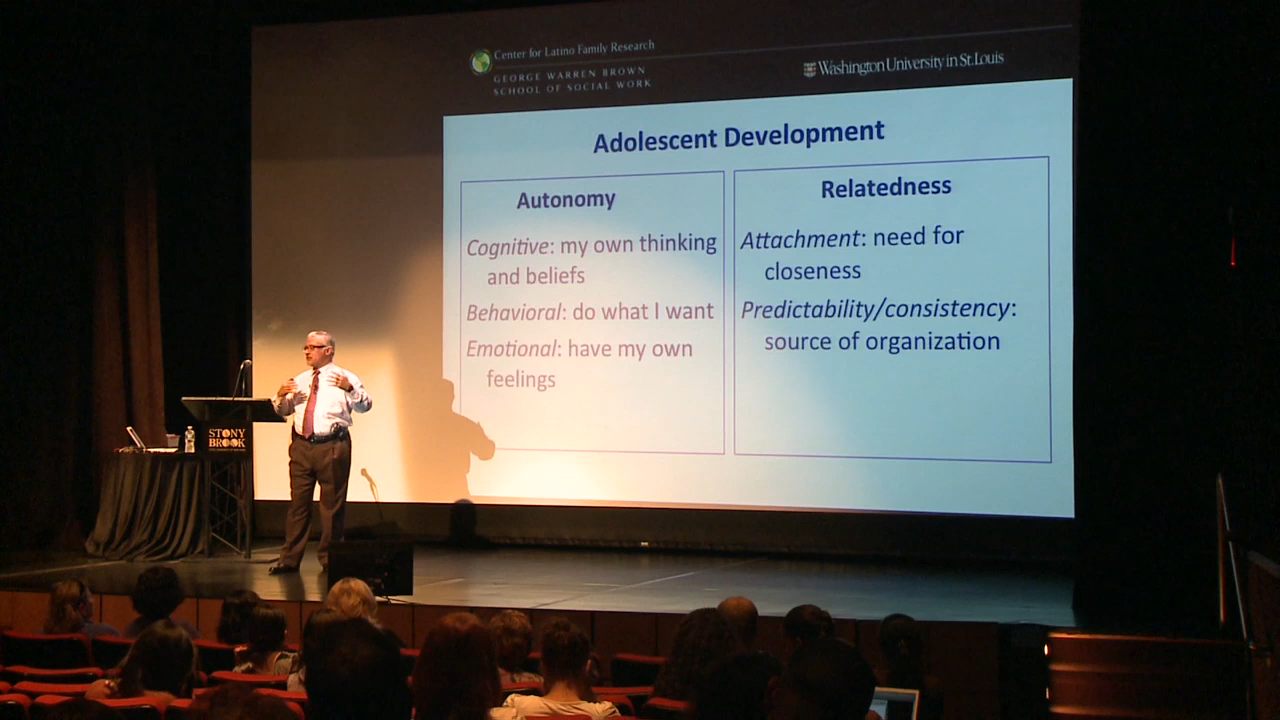 Center for Latino Family Research
GEORGE WARREN BROWN
SCHOOL OF SOCIAL WORK
Washington University in St.Louis
Adolescent Development
Autonomy
Cognitive: my own thinking
and beliefs
Behavioral: do what I want
Emotional: have my own
feelings
Relatedness
Attachment: need for
closeness
Predictability/consistency:
source of organization
STONY
BROOK